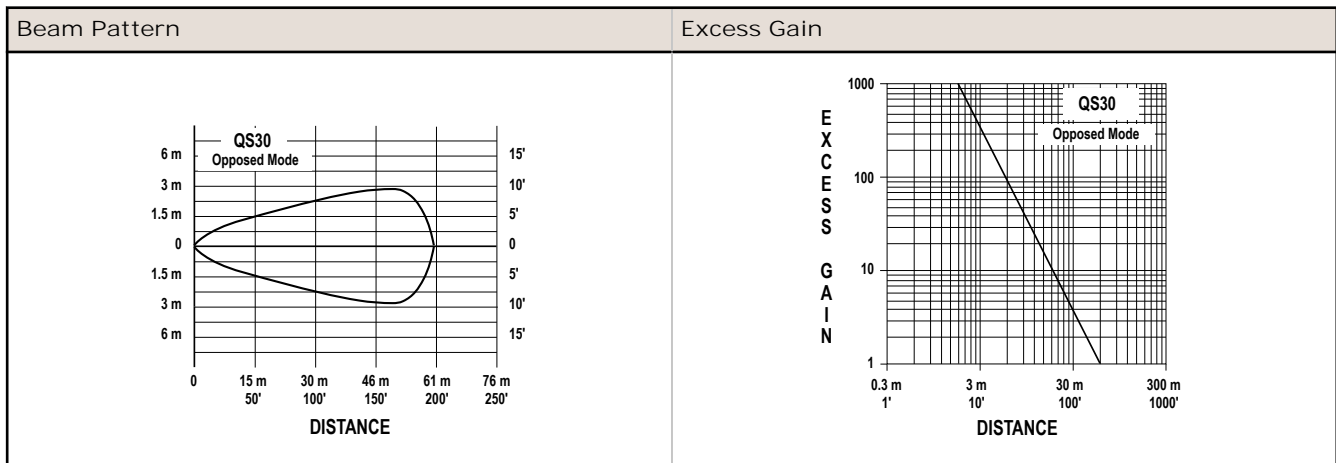 Beam Pattern
Excess Gain
QS30
Opposed Mode
6 m
3 m
1.5 m
0
1.5 m
3 m
6 m
15'
10'
5'
0
5'
10'
15'
0 15 m 30 m 46 m 61 m 76 m
50' 100' 150' 200' 250'
DISTANCE
EXCESS GAIN
1000
100
10
1
QS30
Opposed Mode
0.3 m 3 m 30 m 300 m
1' 10' 100' 1000'
DISTANCE